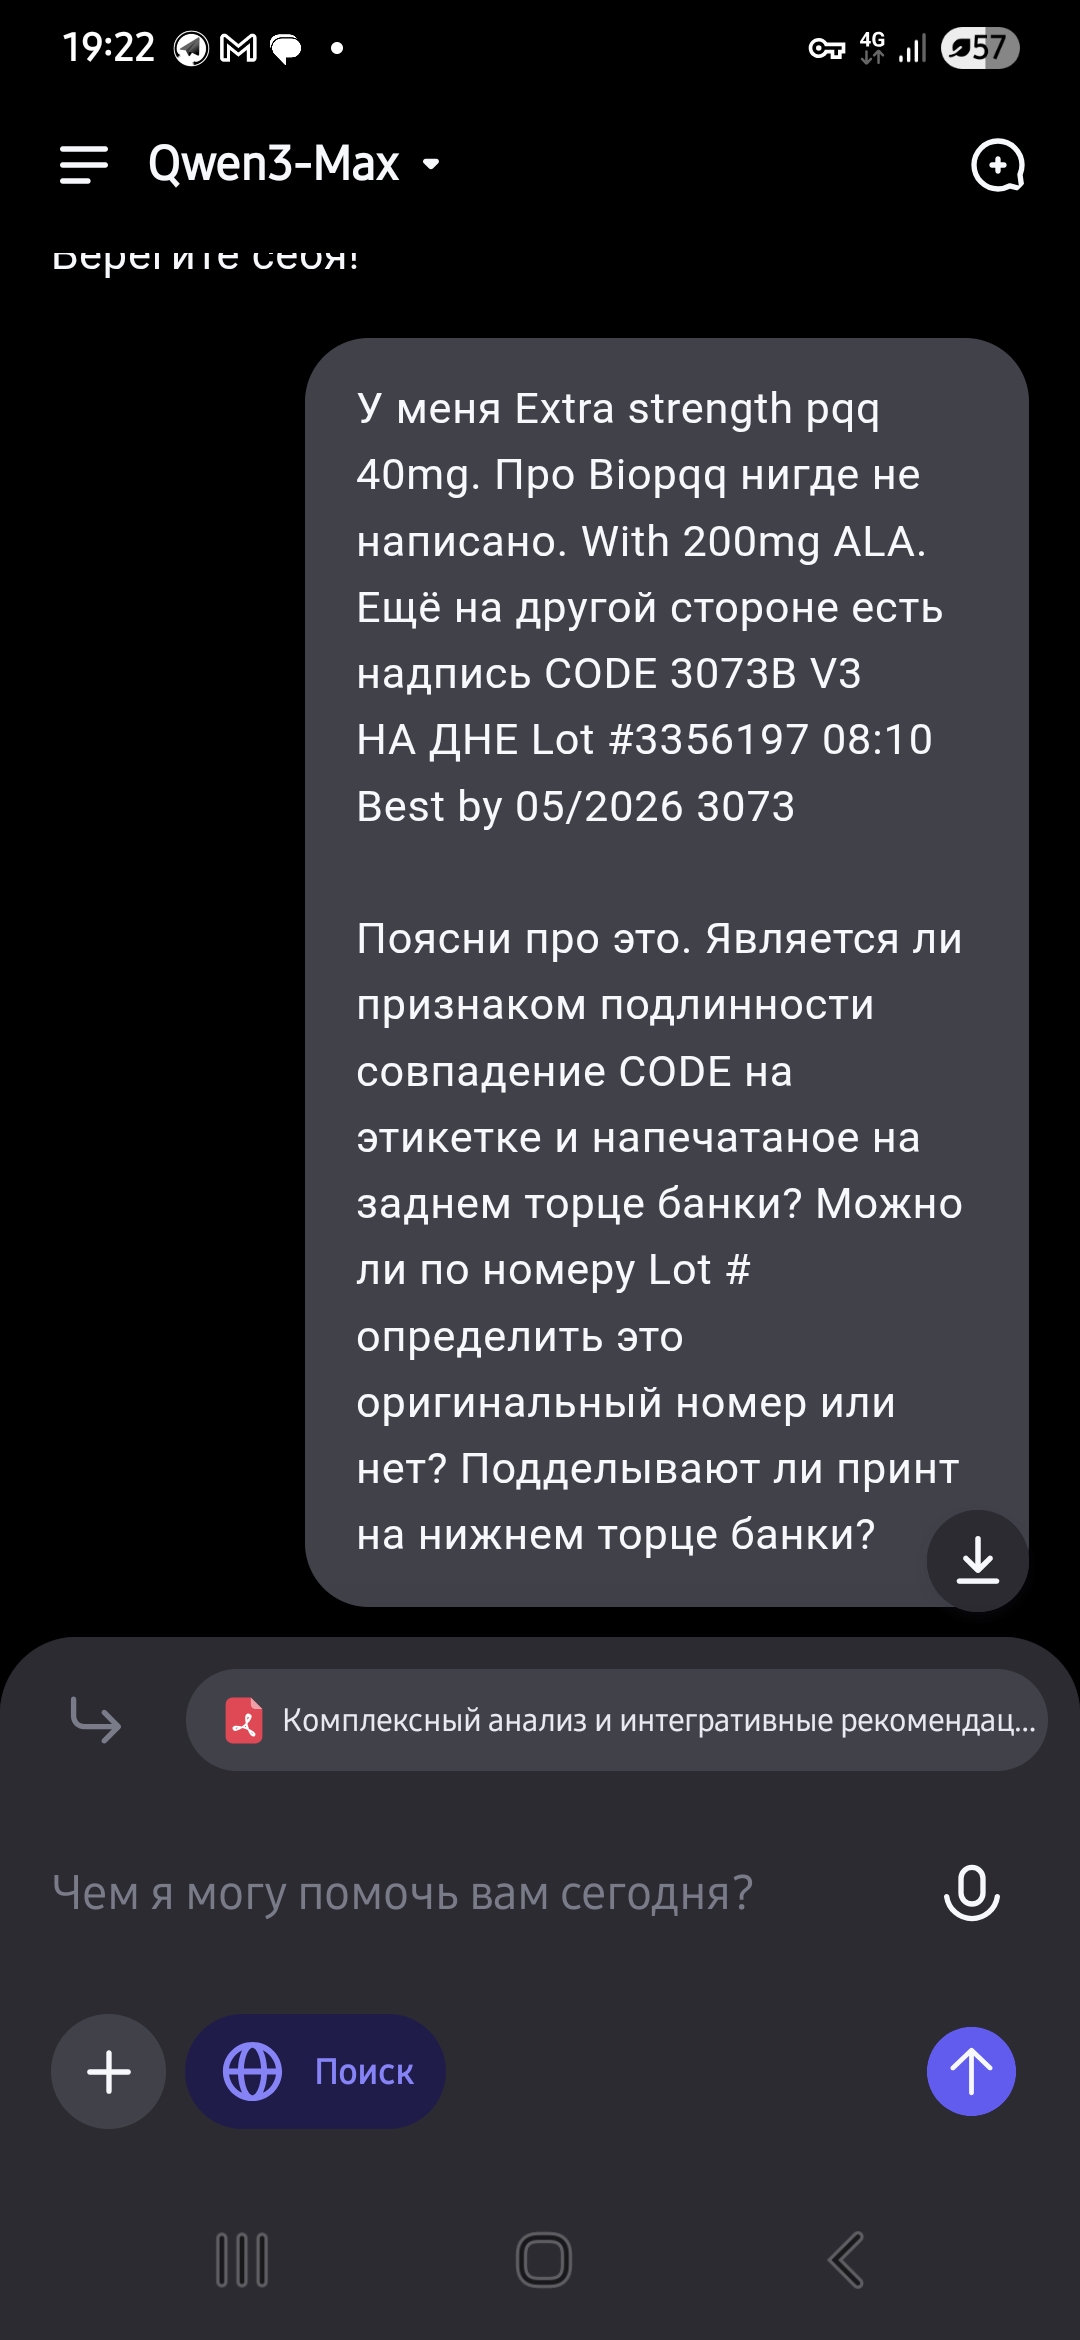 19:22
4G
57
Qwen3-Max
Берегите себя!
У меня Extra strength pqq
40mg. Про Biopqq нигде не
написано. With 200mg ALA.
Ещё на другой стороне есть
надпись CODE 3073B V3
НА ДНЕ Lot #3356197 08:10
Best by 05/2026 3073
Поясни про это. Является ли
признаком подлинности
совпадение CODE на
этикетке и напечатаное на
заднем торце банки? Можно
ли по номеру Lot #
определить это
оригинальный номер или
нет? Подделывают ли принт
на нижнем торце банки?
Комплексный анализ и интегративные рекомендац...
Чем я могу помочь вам сегодня?
Поиск